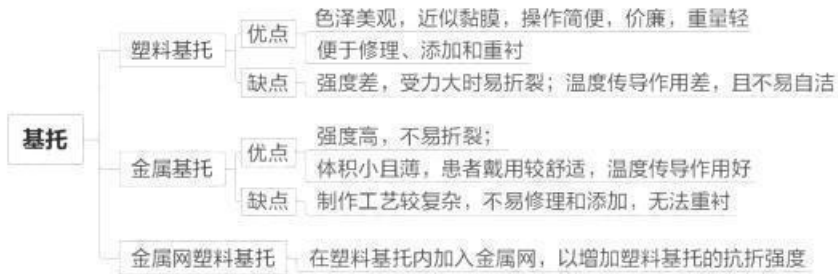 基托
塑料基托
优点
色泽美观，近似黏膜，操作简便，价廉，重量轻
便于修理、添加和重衬
缺点
强度差，受力大时易折裂；温度传导作用差，且不易自洁
金属基托
优点
强度高，不易折裂；
体积小且薄，患者戴用较舒适，温度传导作用好
缺点
制作工艺较复杂，不易修理和添加，无法重衬
金属网塑料基托
在塑料基托内加入金属网，以增加塑料基托的抗折强度